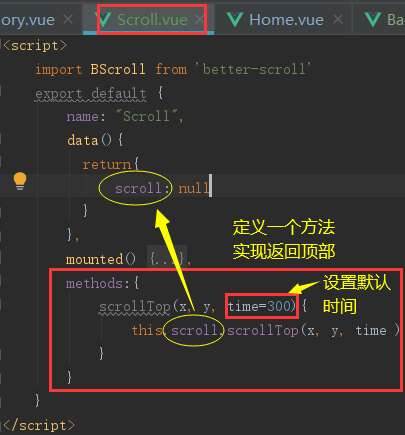 ory.vue × Scroll.vue × Home.vue × Ba
<script>
import BScroll from 'better-scroll'
export default {
name: "Scroll",
data(){
return{
scroll: null
}
},
定义一个方法
实现返回顶部
mounted() {...},
methods:{
设置默认
时间
scrollTop(x, y, time=300){
this.scroll.scrollTop(x, y, time )
}
}
}
</script>